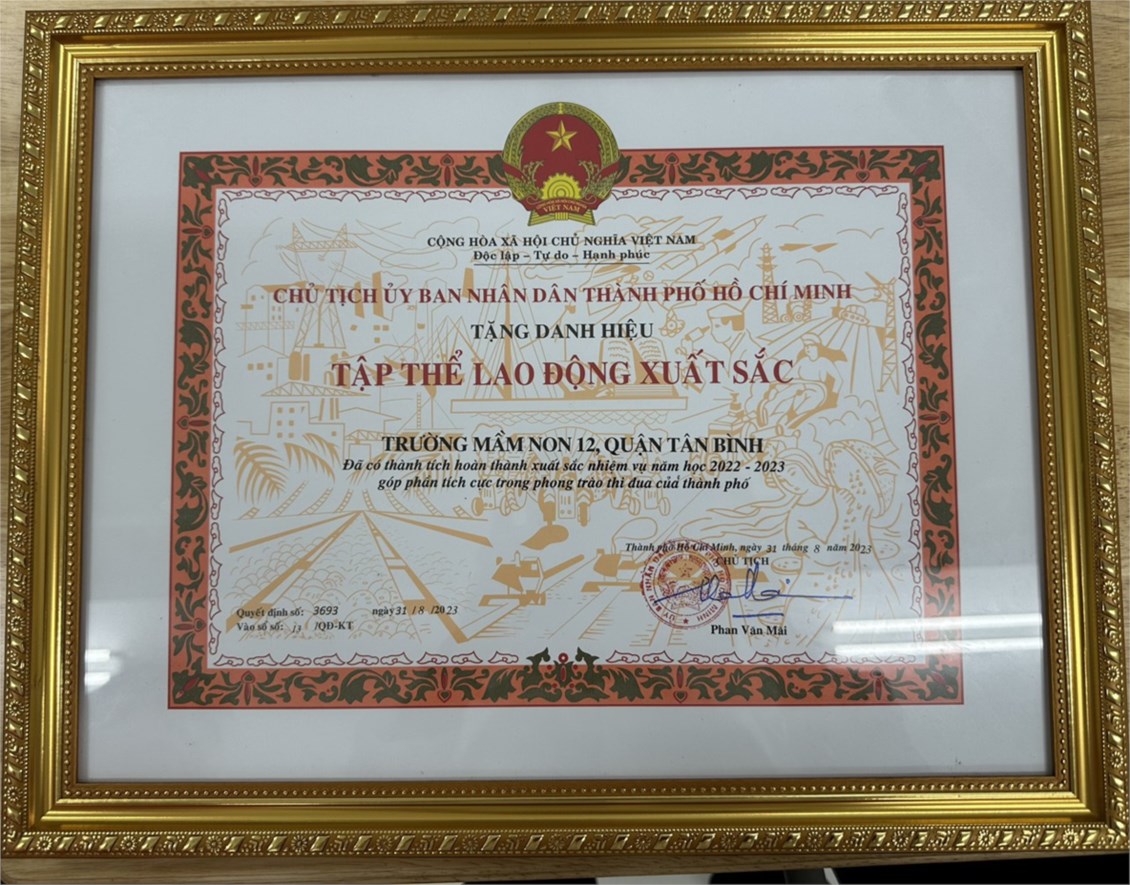 VIỆT NAM
CỘNG HÒA XÃ HỘI CHỦ NGHĨA VIỆT NAM
Độc lập – Tự do – Hạnh phúc
CHỦ TỊCH ỦY BAN NHÂN DÂN THÀNH PHỐ HỒ CHÍ MINH
TẶNG DANH HIỆU
TẬP THỂ LAO ĐỘNG XUẤT SẮC
TRƯỜNG MẦM NON 12, QUẬN TÂN BÌNH
Đã có thành tích hoàn thành xuất sắc nhiệm vụ năm học 2022 - 2023
góp phần tích cực trong phong trào thi đua của thành phố
Thành phố Hồ Chí Minh, ngày 31 tháng 8 năm 2023
CHỦ TỊCH
Quyết định số: 3693 ngày 31 / 8 /2023
Vào sổ số: 13 /QĐ-KT
Phan Văn Mãi